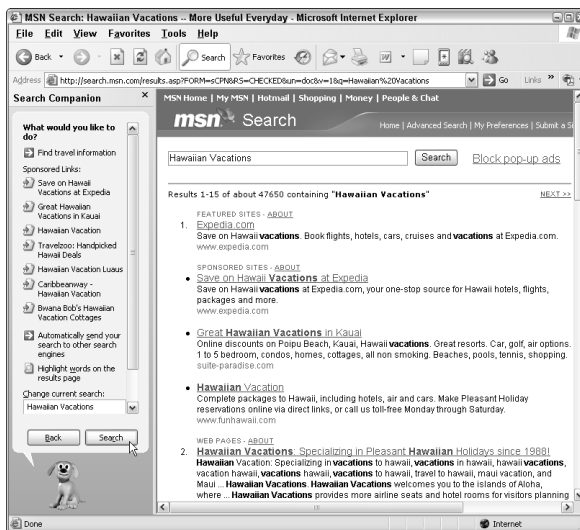 MSN Search: Hawaiian Vacations -- More Useful Everyday - Microsoft Internet Explorer
File Edit View Favorites Tools Help
Back Search Favorites
Address http://search.msn.com/results.asp?FORM=sCPN&RS=CHECKED&un=doc&v=1&q=Hawaiian%20Vacations Go Links »
Search Companion ×
What would you like to
do?
Find travel information
Sponsored Links:
Save on Hawaii
Vacations at Expedia
Great Hawaiian
Vacations in Kauai
Hawaiian Vacation
Travelzoo: Handpicked
Hawaii Deals
Hawaiian Vacation Luaus
Caribbeanway -
Hawaiian Vacation
Bwana Bob's Hawaiian
Vacation Cottages
Automatically send your
search to other search
engines
Highlight words on the
results page
Change current search:
Hawaiian Vacations
Back Search
MSN Home | My MSN | Hotmail | Shopping | Money | People & Chat
msn Search
Home | Advanced Search | My Preferences | Submit a Si
Hawaiian Vacations Search Block pop-up ads
Results 1-15 of about 47650 containing "Hawaiian Vacations" NEXT >>
FEATURED SITES - ABOUT
1. Expedia.com
Save on Hawaii vacations. Book flights, hotels, cars, cruises and vacations at Expedia.com.
www.expedia.com
SPONSORED SITES - ABOUT
• Save on Hawaii Vacations at Expedia
Save on Hawaii vacations at Expedia.com, your one-stop source for Hawaii hotels, flights,
packages and more.
www.expedia.com
• Great Hawaiian Vacations in Kauai
Online discounts on Poipu Beach, Kauai, Hawaii vacations. Great resorts. Car, golf, air options.
1 to 5 bedroom, condos, homes, cottages, all non smoking. Beaches, pools, tennis, shopping.
suite-paradise.com
• Hawaiian Vacation
Complete packages to Hawaii, including hotels, air and cars. Make Pleasant Holiday
reservations online via direct links, or call us toll-free Monday through Saturday.
www.funhawaii.com
WEB PAGES - ABOUT
2. Hawaiian Vacations: Specializing in Pleasant Hawaiian Holidays since 1988!
Hawaiian Vacation: Specializing in vacations to hawaii, vacations in hawaii, hawaii vacations,
vacation hawaii, vacations hawaii, hawaii vacation, travel to hawaii, maui vacation, and
Maui ... Hawaiian Vacations. Hawaiian Vacations welcomes you to the islands of Aloha,
where ... Hawaiian Vacations provides more airline seats and hotel rooms for visitors planning
Done Internet